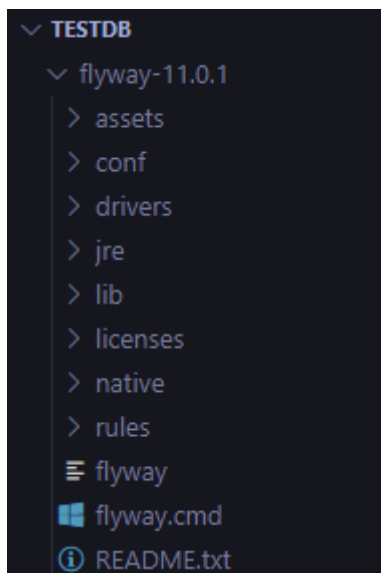 TESTDB
flyway-11.0.1
assets
conf
drivers
jre
lib
licenses
native
rules
flyway
flyway.cmd
README.txt